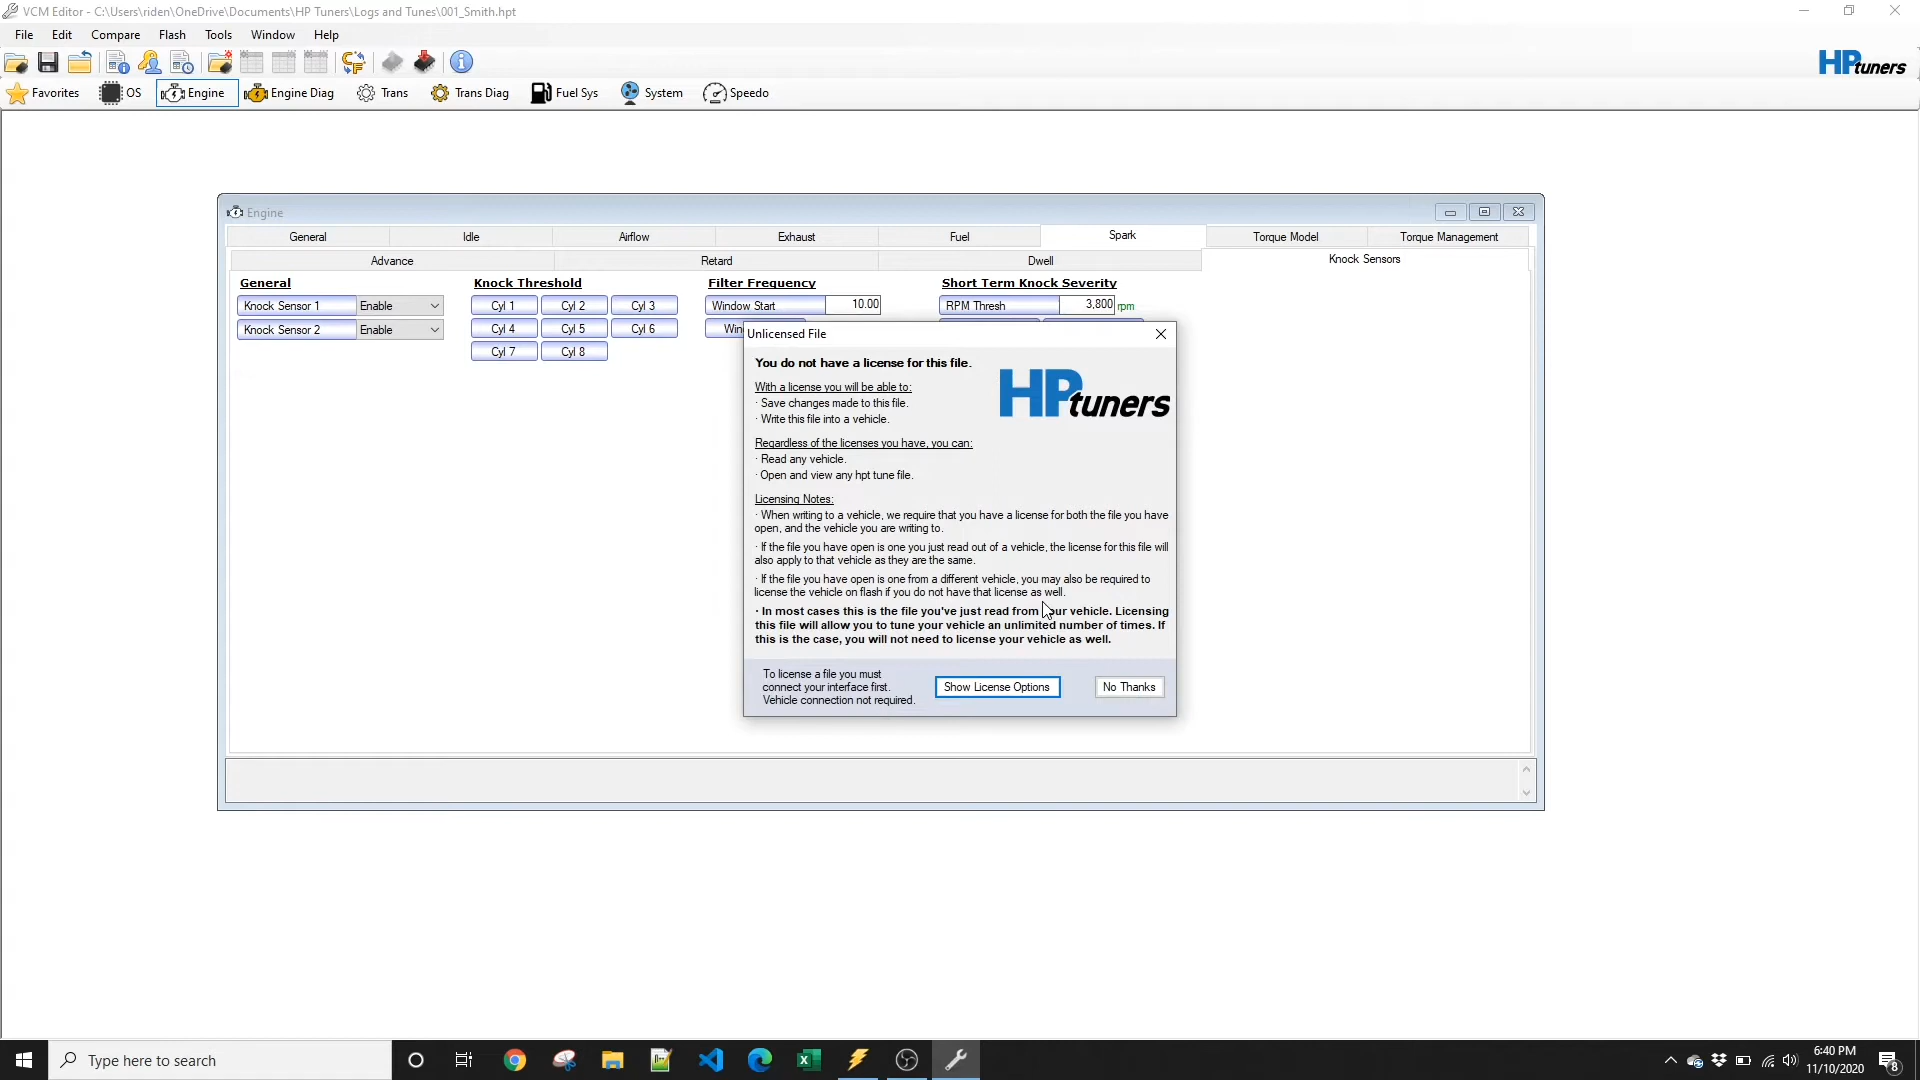 VCM Editor - C:\Users\riden\OneDrive\Documents\HP Tuners\Logs and Tunes\001_Smith.hpt
File Edit Compare Flash Tools Window Help
HPtuners
Favorites OS Engine Engine Diag Trans Trans Diag Fuel Sys System Speedo
Engine
General Idle Airflow Exhaust Fuel Spark Torque Model Torque Management
Advance Retard Dwell Knock Sensors
General Knock Threshold Filter Frequency Short Term Knock Severity
Knock Sensor 1 Enable Cyl 1 Cyl 2 Cyl 3 Window Start 10.00 RPM Thresh 3,800 rpm
Knock Sensor 2 Enable Cyl 4 Cyl 5 Cyl 6
Cyl 7 Cyl 8
Unlicensed File
You do not have a license for this file.
HPtuners
With a license you will be able to:
· Save changes made to this file.
· Write this file into a vehicle.
Regardless of the licenses you have, you can:
· Read any vehicle.
· Open and view any hpt tune file.
Licensing Notes:
· When writing to a vehicle, we require that you have a license for both the file you have
open, and the vehicle you are writing to.
· If the file you have open is one you just read out of a vehicle, the license for this file will
also apply to that vehicle as they are the same.
· If the file you have open is one from a different vehicle, you may also be required to
license the vehicle on flash if you do not have that license as well.
· In most cases this is the file you've just read from your vehicle. Licensing
this file will allow you to tune your vehicle an unlimited number of times. If
this is the case, you will not need to license your vehicle as well.
To license a file you must
connect your interface first.
Vehicle connection not required.
Show License Options No Thanks
Type here to search
6:40 PM
11/10/2020
8